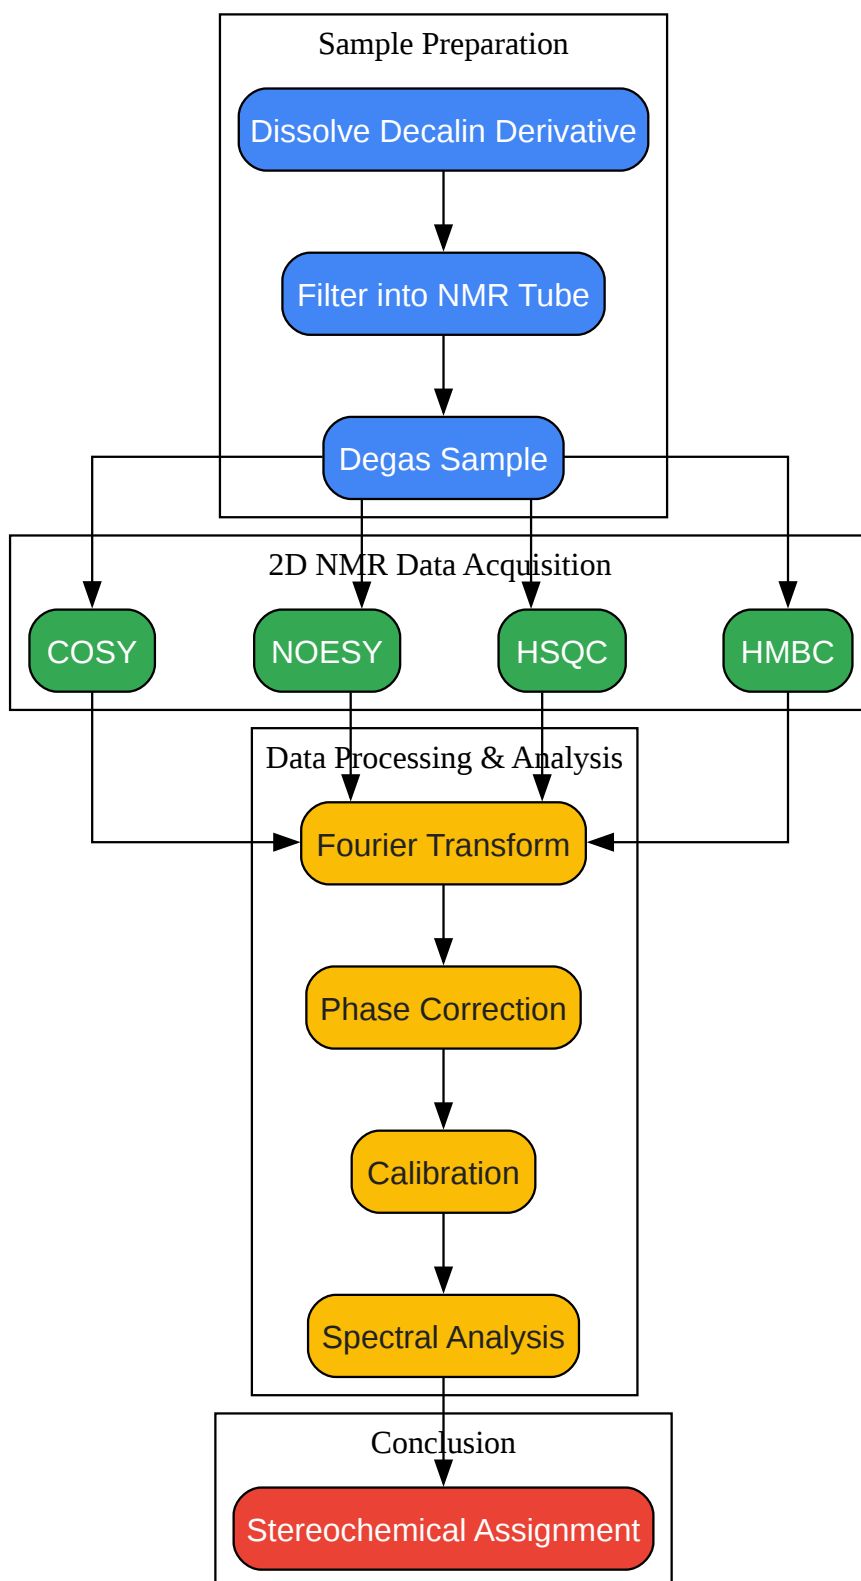 Sample Preparation
Dissolve Decalin Derivative
Filter into NMR Tube
Degas Sample
2D NMR Data Acquisition
COSY
NOESY
HSQC
HMBC
Data Processing & Analysis
Fourier Transform
Phase Correction
Calibration
Spectral Analysis
Conclusion
Stereochemical Assignment